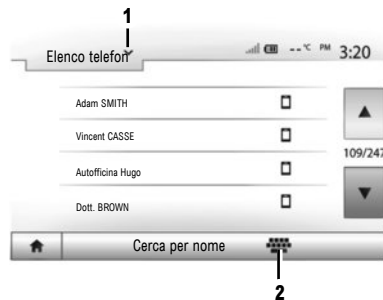 1
Elenco telefon
--°C PM 3:20
Adam SMITH
Vincent CASSE
Autofficina Hugo
109/247
Dott. BROWN
Cerca per nome
2